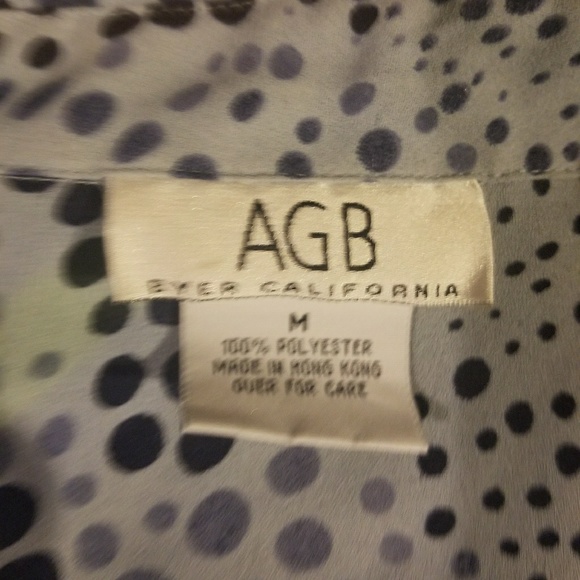 AGB
BYER CALIFORNIA
M
100% POLYESTER
MADE IN HONG KONG
OVER FOR CARE